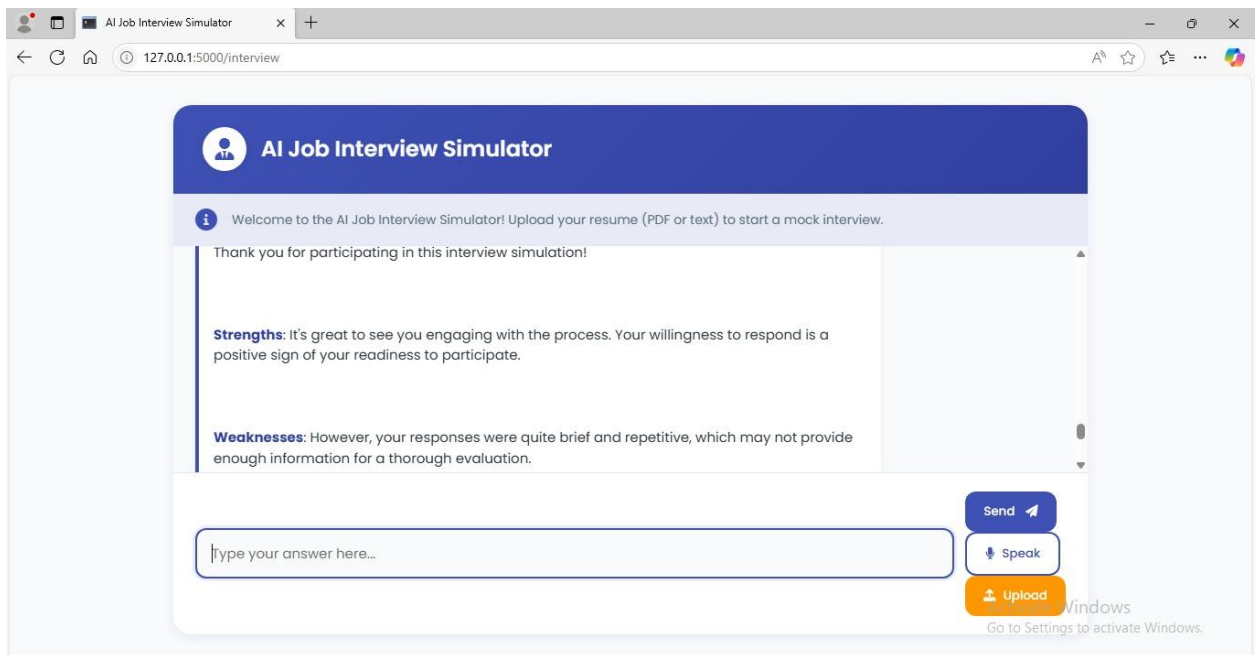 AI Job Interview Simulator
127.0.0.1:5000/interview
AI Job Interview Simulator
Welcome to the AI Job Interview Simulator! Upload your resume (PDF or text) to start a mock interview.
Thank you for participating in this interview simulation!
Strengths: It's great to see you engaging with the process. Your willingness to respond is a
positive sign of your readiness to participate.
Weaknesses: However, your responses were quite brief and repetitive, which may not provide
enough information for a thorough evaluation.
Send
Type your answer here...
Speak
Upload
Windows
Go to Settings to activate Windows.